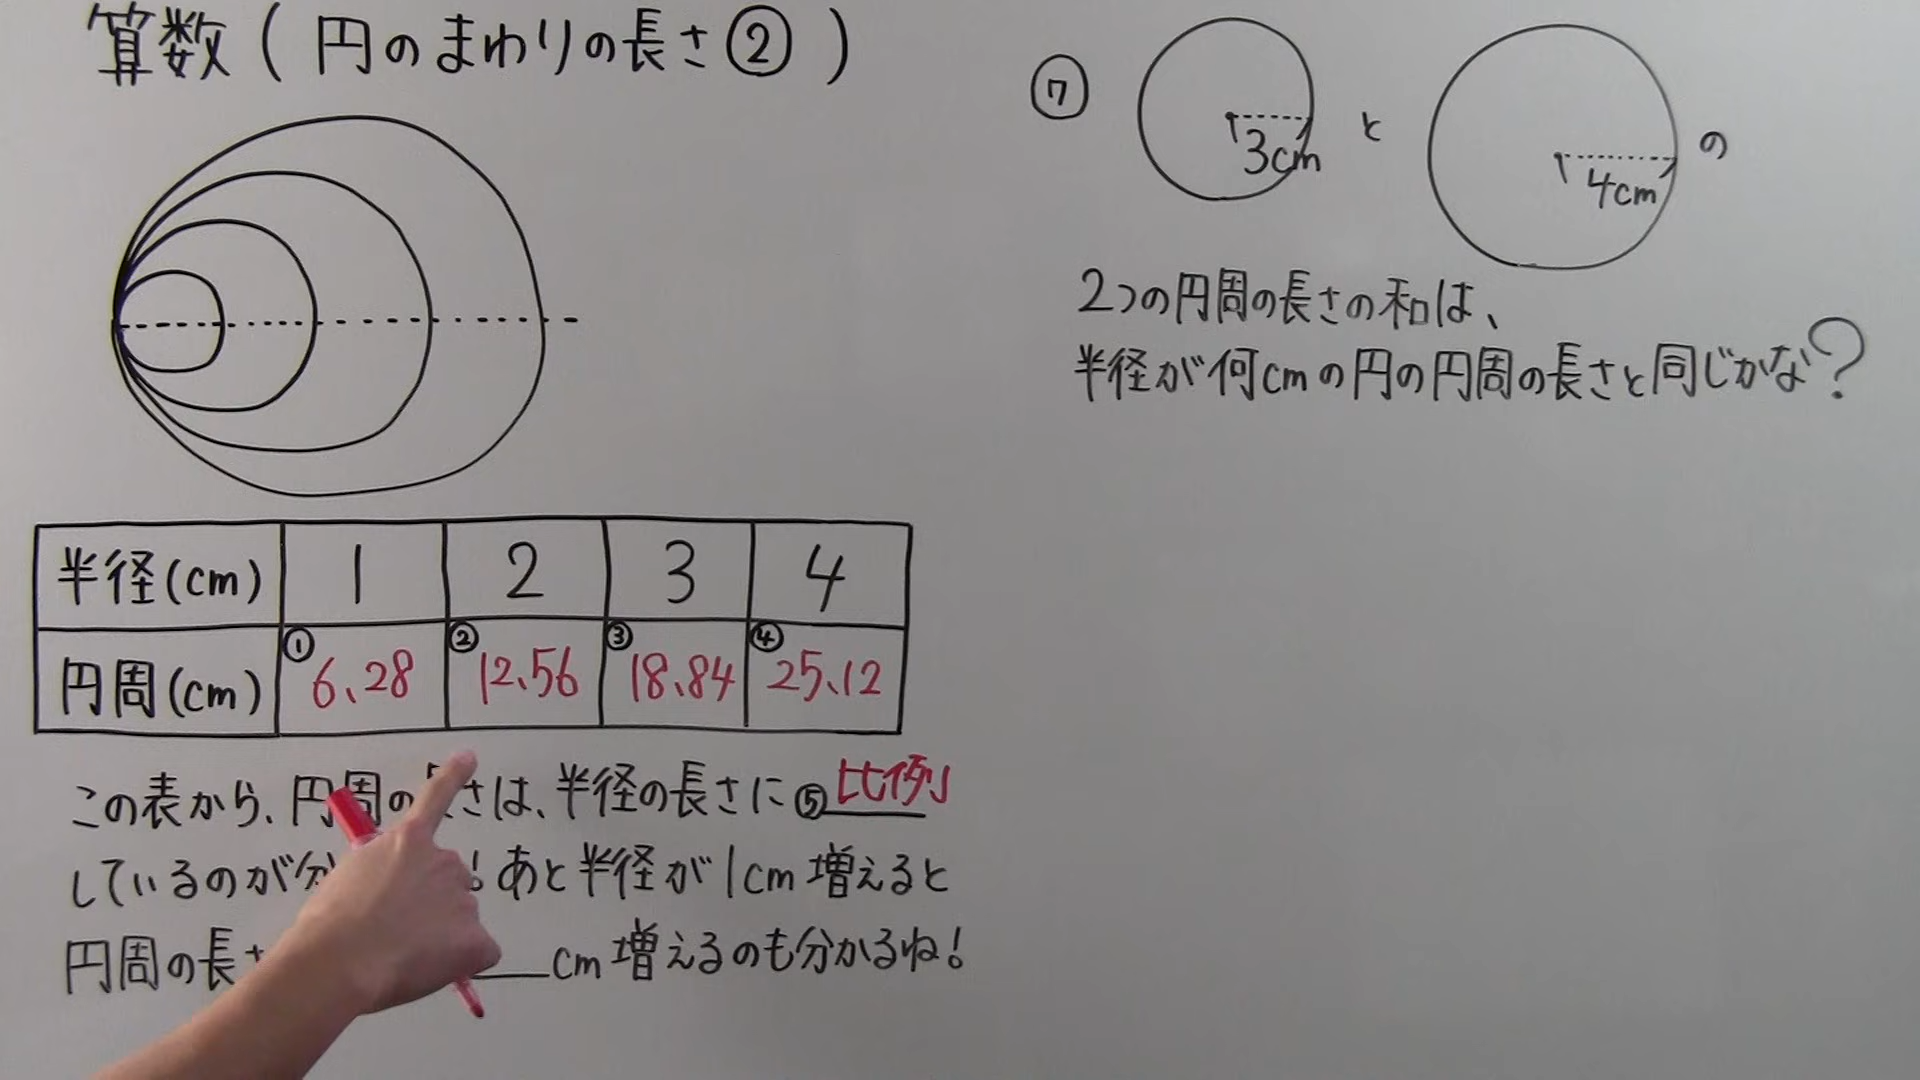 算数(円のまわりの長さ②)
半径(cm) 1 2 3 4
円周(cm) ①6.28 ②12.56 ③18.84 ④25.12
この表から、円周の さは、半径の長さに⑤比例
しているのが分 ! あと半径が1cm増えると
円周の長さ cm増えるのも分かるね!
⑦ 3cm と 4cm の
2つの円周の長さの和は、
半径が何cmの円の円周の長さと同じかな?